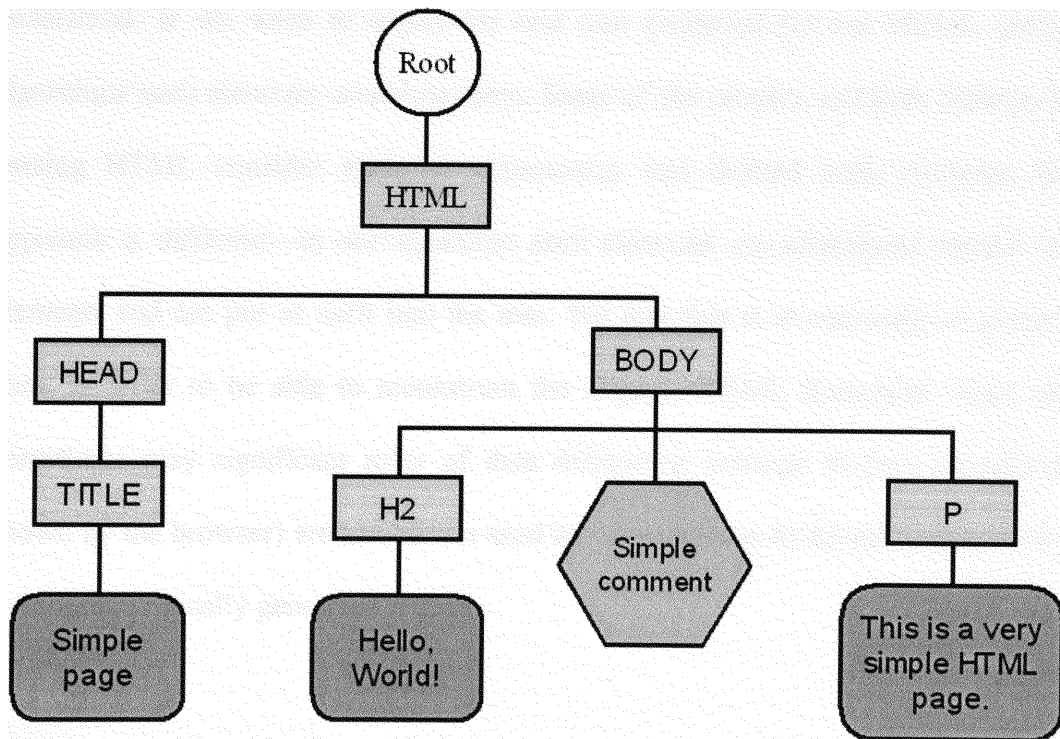 Root
HTML
HEAD
BODY
TITLE
H2
Simple
comment
P
Simple
page
Hello,
World!
This is a very
simple HTML
page.